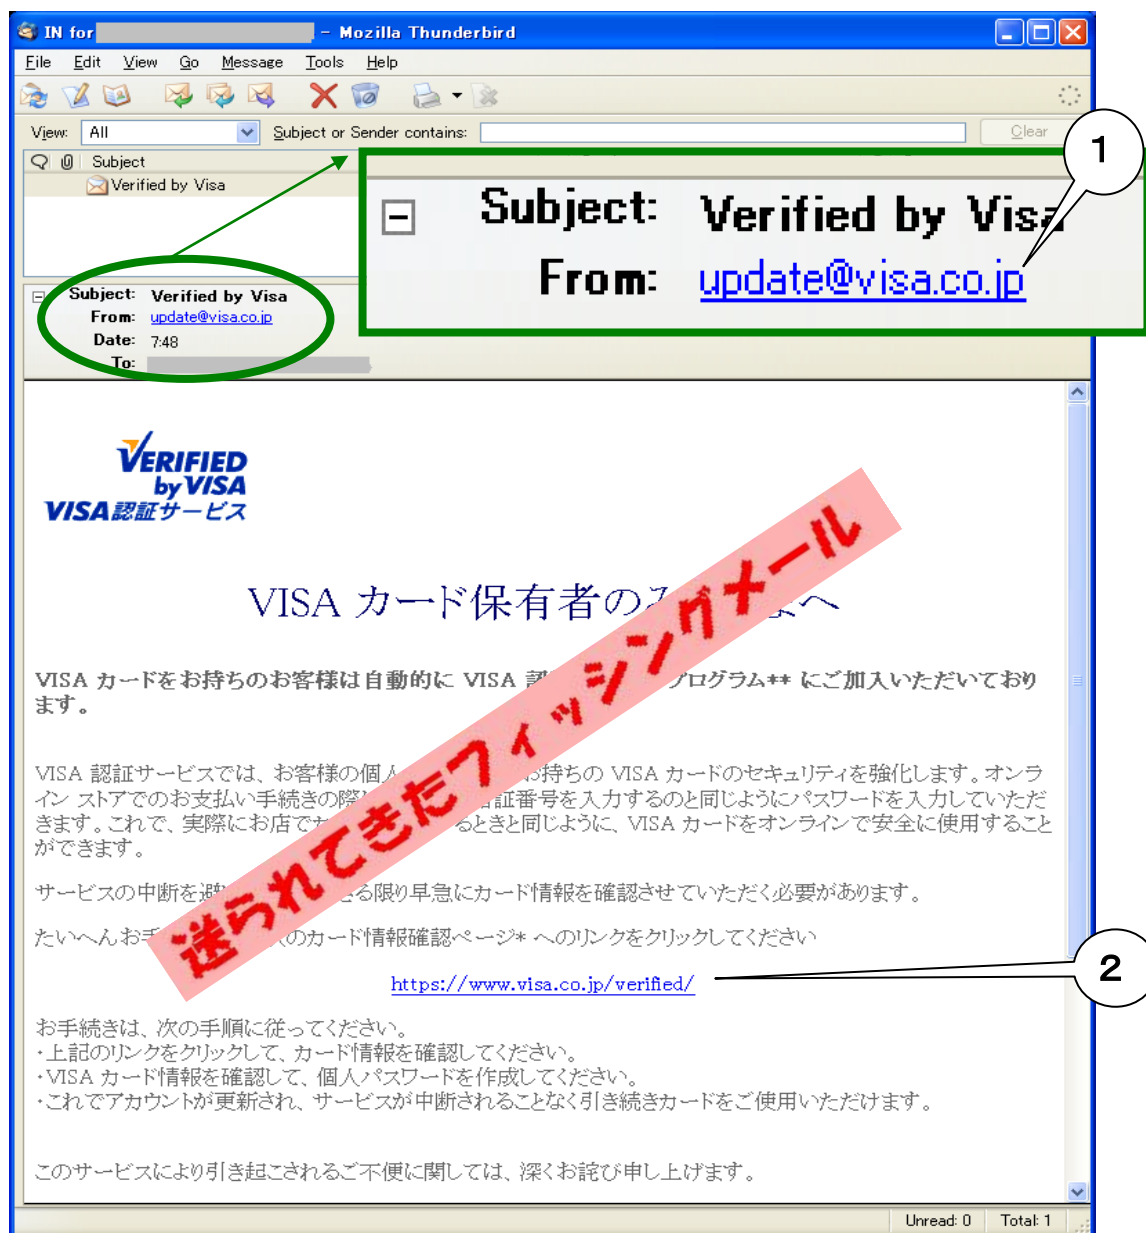 IN for - Mozilla Thunderbird
File Edit View Go Message Tools Help
View: All Subject or Sender contains: Clear
1
Subject
Verified by Visa
Subject: Verified by Visa
From: update@visa.co.jp
Subject: Verified by Visa
From: update@visa.co.jp
Date: 7:48
To:
VERIFIED
by VISA
VISA認証サービス
VISA カード保有者のみ へ
VISA カードをお持ちのお客様は自動的に VISA 認 プログラム** にご加入いただいており
ます。
VISA 認証サービスでは、お客様の個人 お持ちの VISA カードのセキュリティを強化します。オンラ
イン ストアでのお支払い手続きの際 暗証番号を入力するのと同じようにパスワードを入力していただ
きます。これで、実際にお店で るときと同じように、VISA カードをオンラインで安全に使用すること
ができます。
サービスの中断を避 きる限り早急にカード情報を確認させていただく必要があります。
たいへんお手 次のカード情報確認ページ* へのリンクをクリックしてください
送られてきたフィッシングメール
https://www.visa.co.jp/verified/
2
お手続きは、次の手順に従ってください。
・上記のリンクをクリックして、カード情報を確認してください。
・VISA カード情報を確認して、個人パスワードを作成してください。
・これでアカウントが更新され、サービスが中断されることなく引き続きカードをご使用いただけます。
このサービスにより引き起こされるご不便に関しては、深くお詫び申し上げます。
Unread: 0 Total: 1